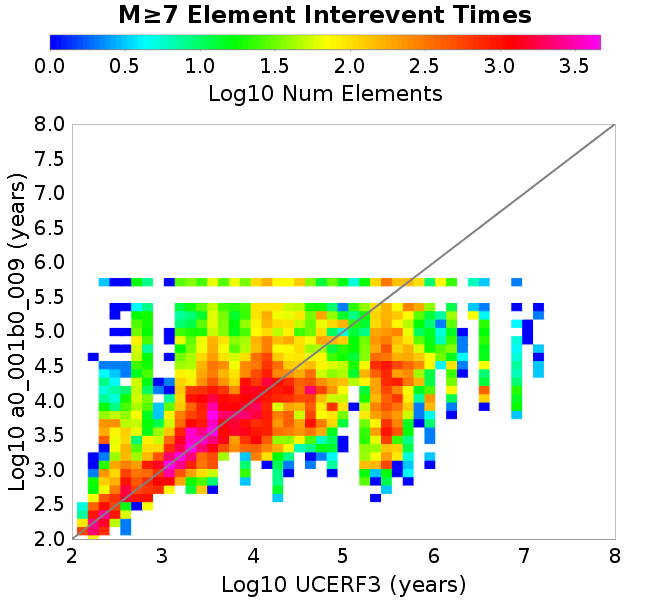 M≥7 Element Interevent Times
0.0 0.5 1.0 1.5 2.0 2.5 3.0 3.5
Log10 Num Elements
8.0
7.5
7.0
6.5
6.0
5.5
5.0
4.5
4.0
3.5
3.0
2.5
2.0
Log10 a0_001b0_009 (years)
2 3 4 5 6 7 8
Log10 UCERF3 (years)